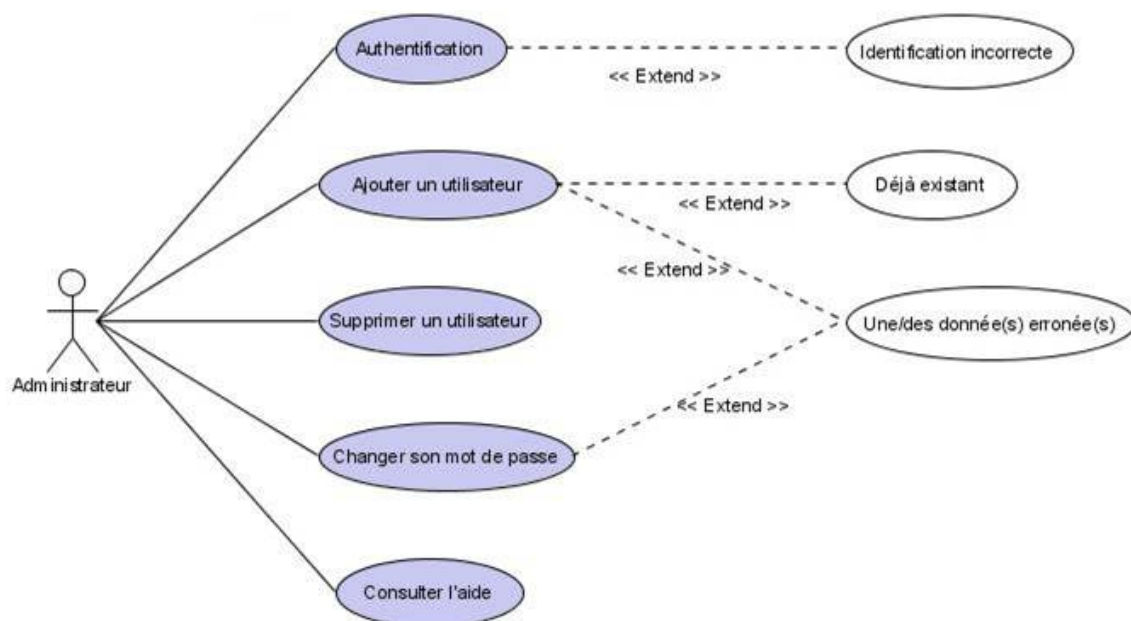 Authentification
Identification incorrecte
<< Extend >>
Ajouter un utilisateur
Déjà existant
<< Extend >>
<< Extend >>
Supprimer un utilisateur
Une/des donnée(s) erronée(s)
Administrateur
<< Extend >>
Changer son mot de passe
Consulter l'aide